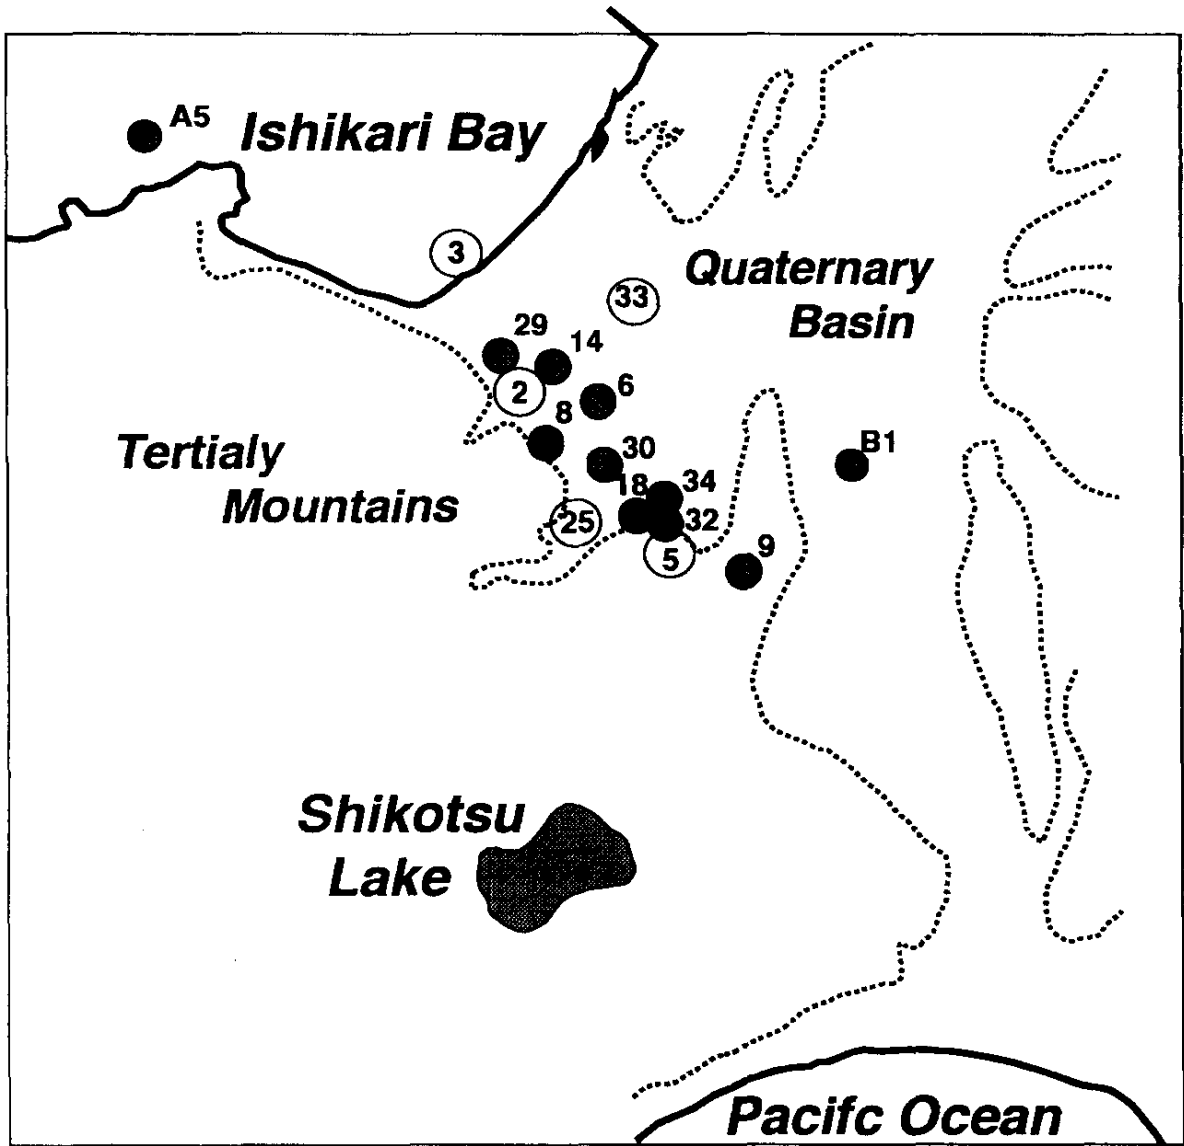 A5
Ishikari Bay
3
Quaternary
Basin
33
29
14
2
6
8
Tertialy
Mountains
30
B1
18
34
25
32
5
9
Shikotsu
Lake
Pacifc Ocean